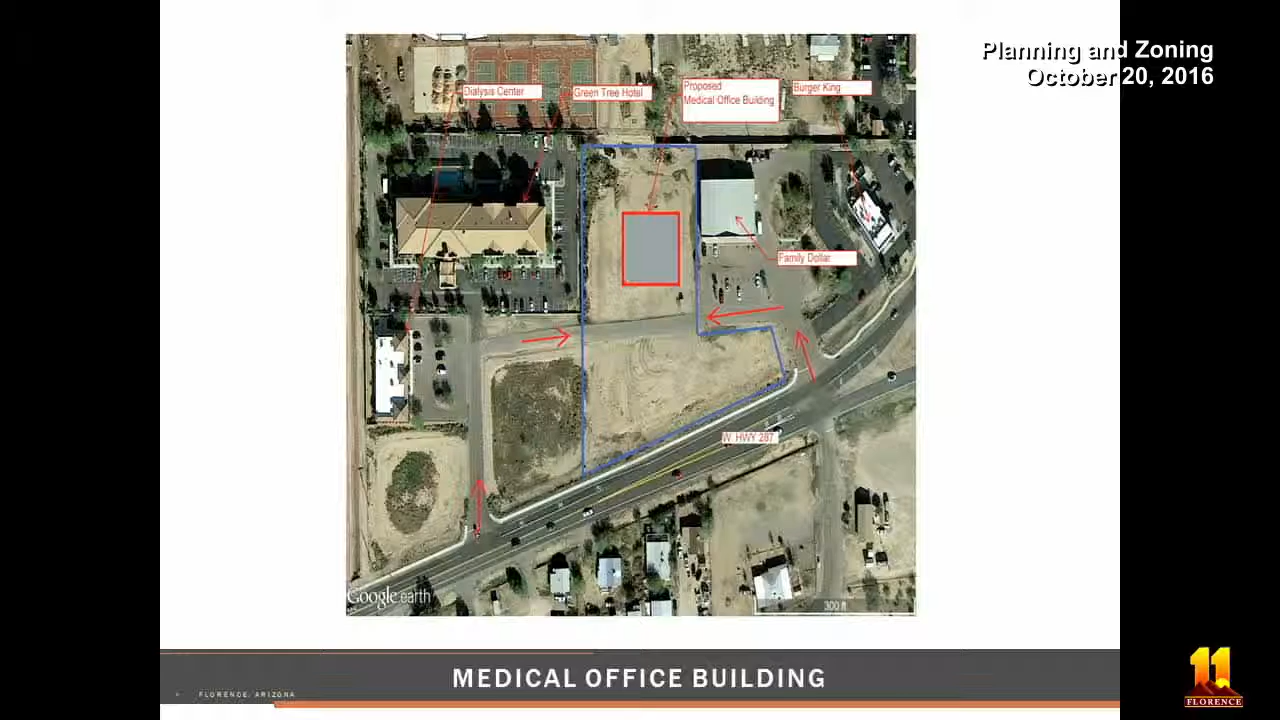 Planning and Zoning
October 20, 2016
Dialysis Center
Green Tree Hotel
Proposed
Medical Office Building
Burger King
Family Dollar
W. HWY 287
Google earth
300 ft
MEDICAL OFFICE BUILDING
FLORENCE, ARIZONA
11
FLORENCE